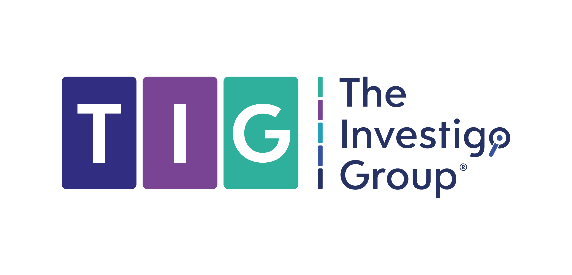 TIG
The
Investigo
Group®